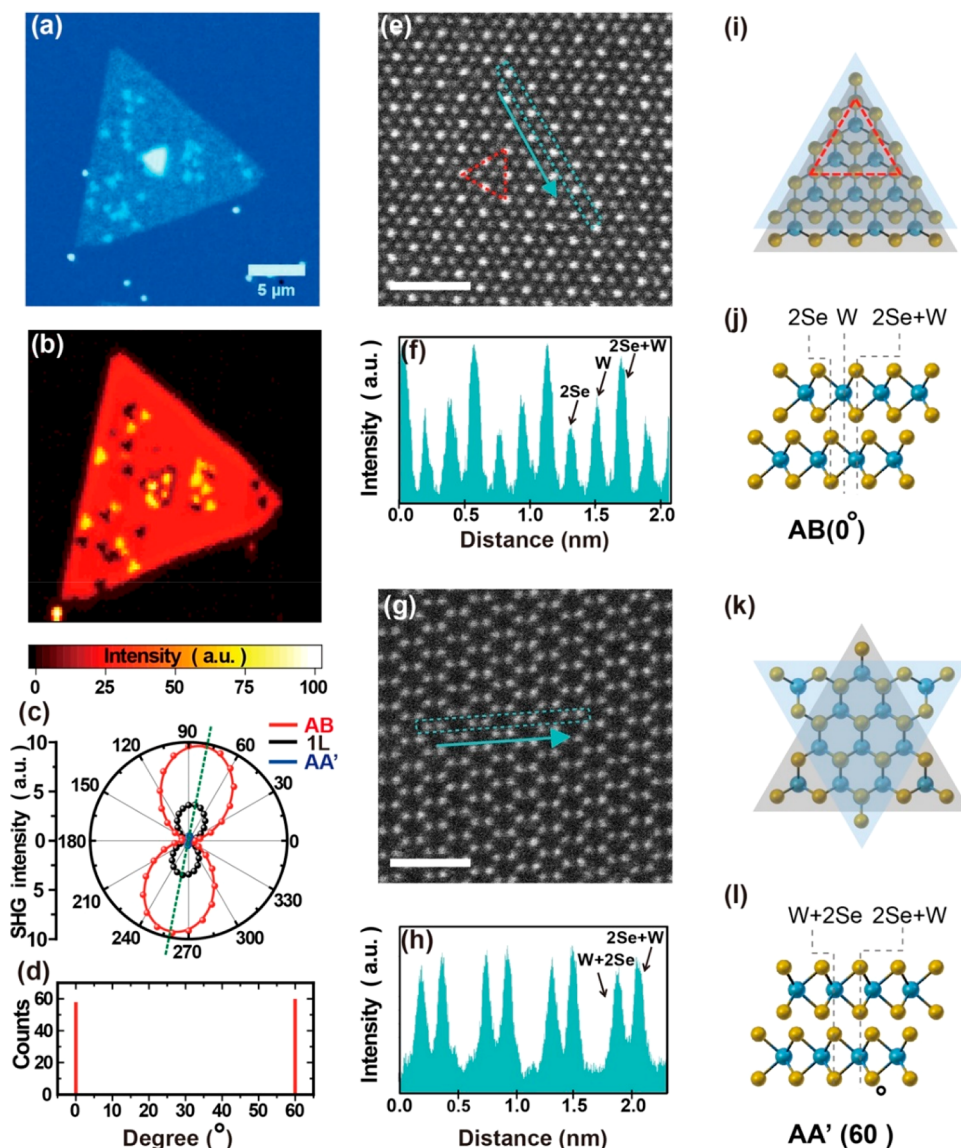 (a)
5 µm
(b)
Intensity ( a.u. )
0 25 50 75 100
(c)
AB
1L
AA'
SHG intensity ( a.u. )
10
5
0
5
10
90
120 60
150 30
180 0
210 330
240 300
270
(d)
Counts
60
40
20
0
0 10 20 30 40 50 60
Degree (°)
(e)
(f)
2Se+W
W
2Se
Intensity ( a.u. )
0.0 0.5 1.0 1.5 2.0
Distance (nm)
(g)
(h)
2Se+W
W+2Se
Intensity ( a.u. )
0.0 0.5 1.0 1.5 2.0
Distance (nm)
(i)
(j)
2Se W 2Se+W
AB(0°)
(k)
(l)
W+2Se 2Se+W
AA' (60°)